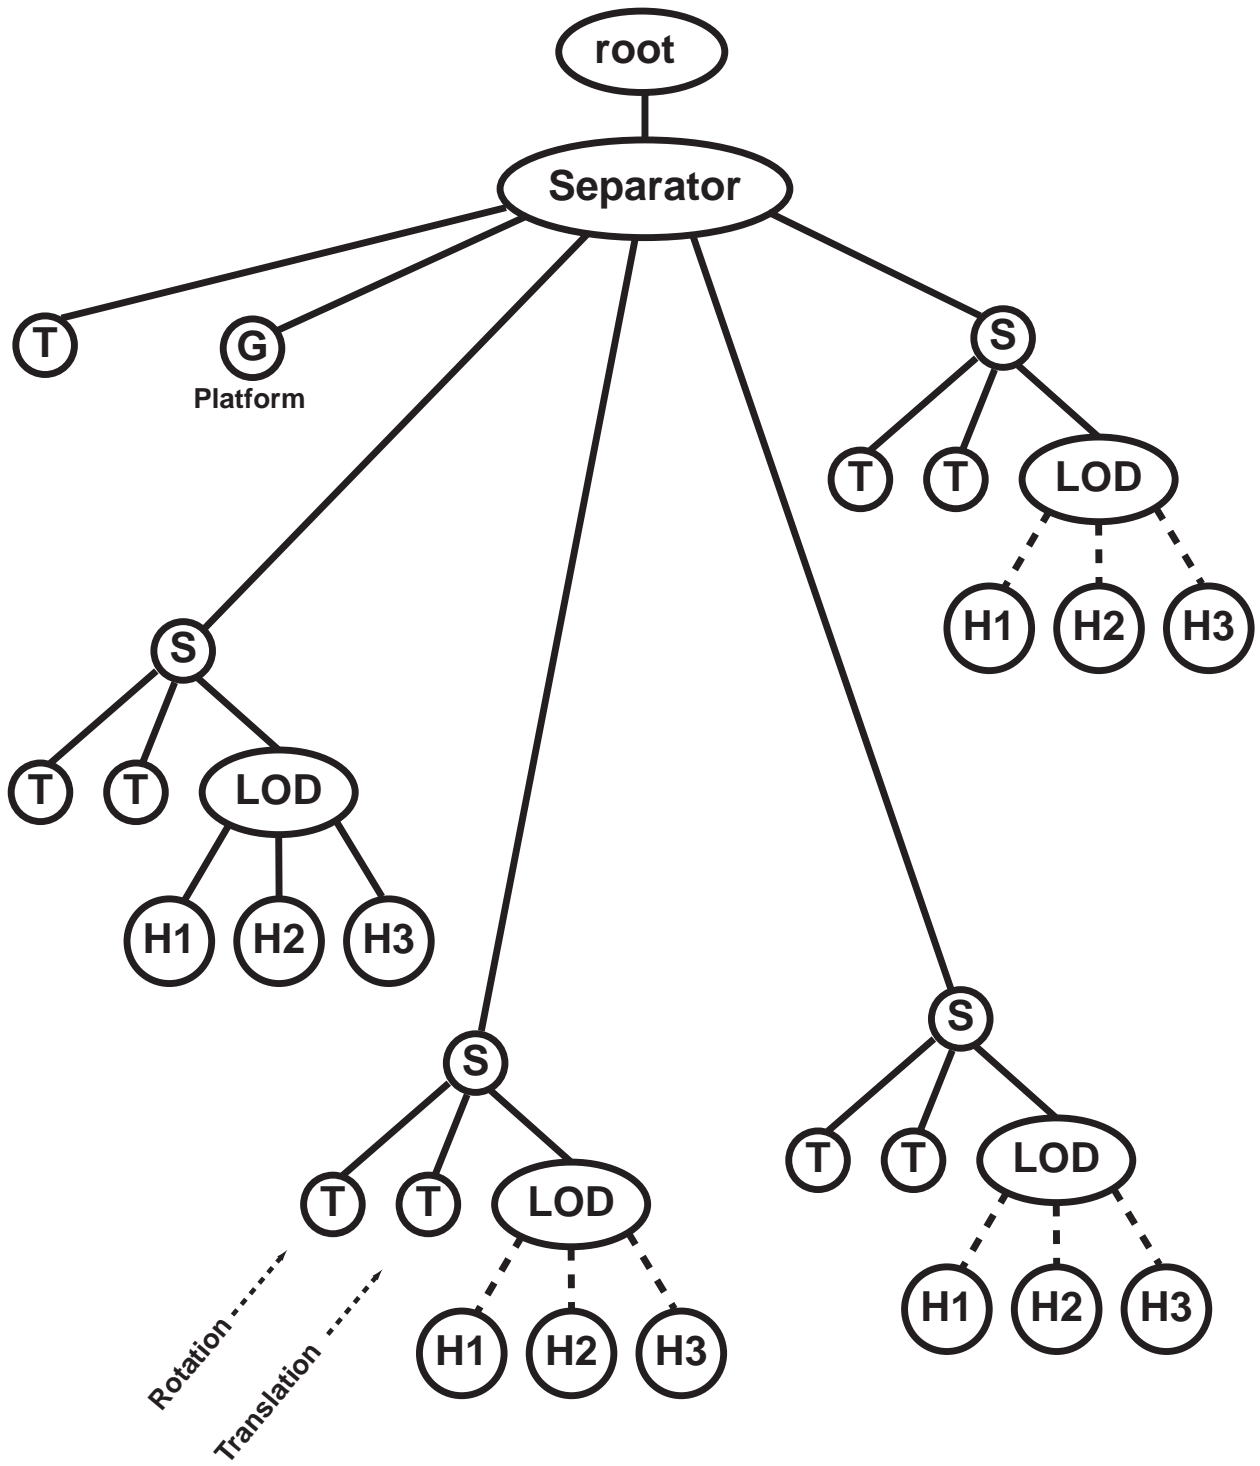 root
Separator
T
G
Platform
S
T
T
LOD
H1
H2
H3
S
T
T
LOD
H1
H2
H3
S
T
T
LOD
H1
H2
H3
Rotation
Translation
S
T
T
LOD
H1
H2
H3